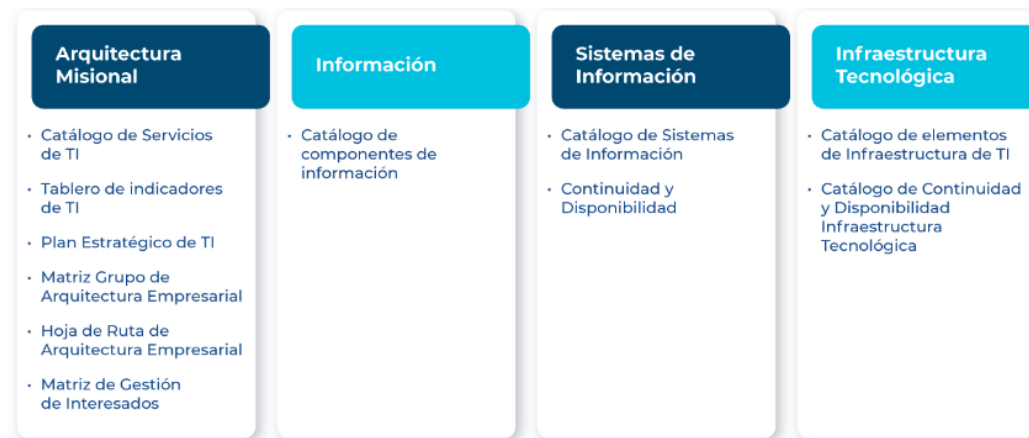 Arquitectura
Misional
• Catálogo de Servicios
de TI
• Tablero de indicadores
de TI
• Plan Estratégico de TI
• Matriz Grupo de
Arquitectura Empresarial
• Hoja de Ruta de
Arquitectura Empresarial
• Matriz de Gestión
de Interesados
Información
• Catálogo de
componentes de
información
Sistemas de
Información
• Catálogo de Sistemas
de Información
• Continuidad y
Disponibilidad
Infraestructura
Tecnológica
• Catálogo de elementos
de Infraestructura de TI
• Catálogo de Continuidad
y Disponibilidad
Infraestructura
Tecnológica